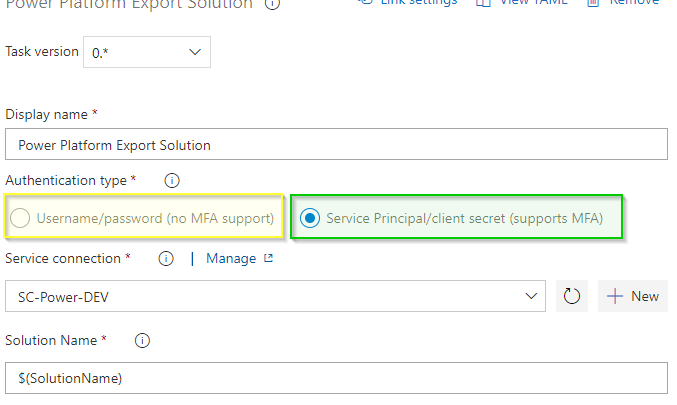 Power Platform Export Solution
Link settings
View YAML
Remove
Task version 0.*
Display name *
Power Platform Export Solution
Authentication type *
Username/password (no MFA support) Service Principal/client secret (supports MFA)
Service connection * | Manage
SC-Power-DEV
New
Solution Name *
$(SolutionName)